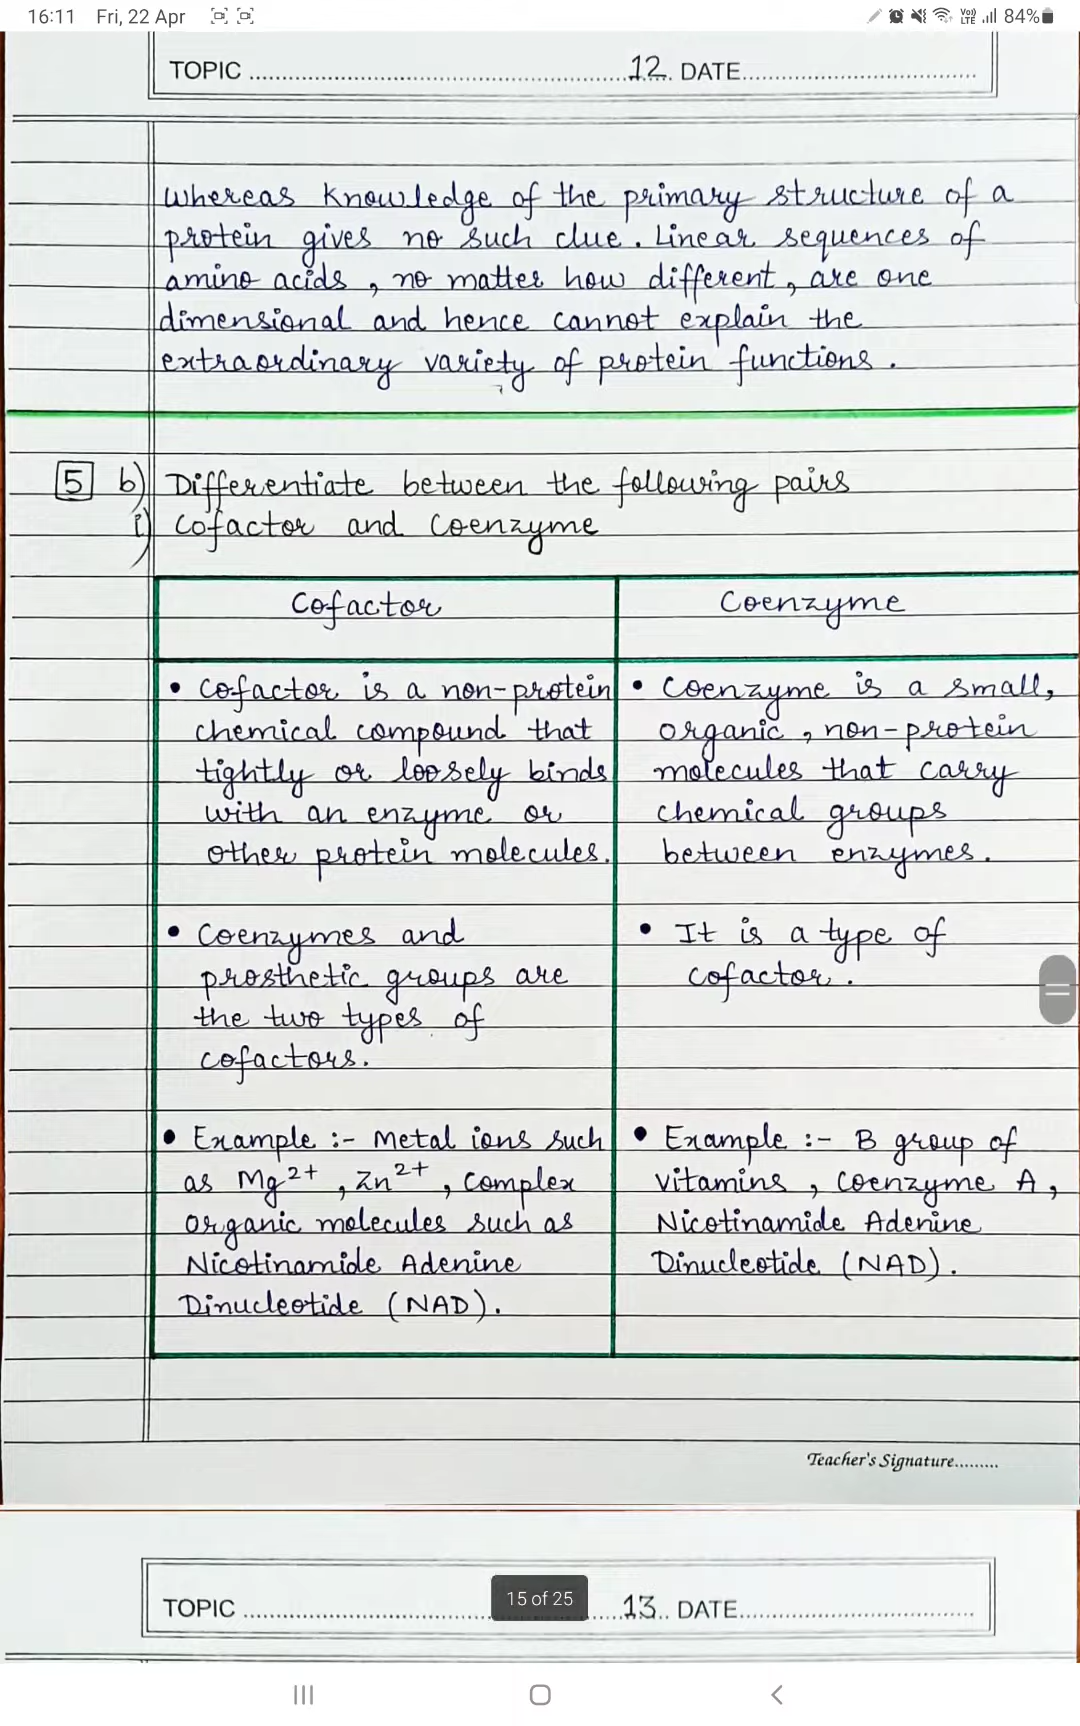 16:11 Fri, 22 Apr 84%
TOPIC 12. DATE
whereas knowledge of the primary structure of a
protein gives no such clue. Linear sequences of
amino acids, no matter how different, are one
dimensional and hence cannot explain the
extraordinary variety of protein functions.
5 b) Differentiate between the following pairs
i) Cofactor and Coenzyme
Cofactor
• Cofactor is a non-protein
chemical compound that
tightly or loosely binds
with an enzyme or
other protein molecules.
• Coenzymes and
prosthetic groups are
the two types of
cofactors.
• Example :- Metal ions such
as Mg2+, Zn2+, complex
organic molecules such as
Nicotinamide Adenine
Dinucleotide (NAD).
Coenzyme
• Coenzyme is a small,
organic, non-protein
molecules that carry
chemical groups
between enzymes.
• It is a type of
cofactor.
• Example :- B group of
vitamins, coenzyme A,
Nicotinamide Adenine
Dinucleotide (NAD).
Teacher's Signature.........
15 of 25
TOPIC 13. DATE